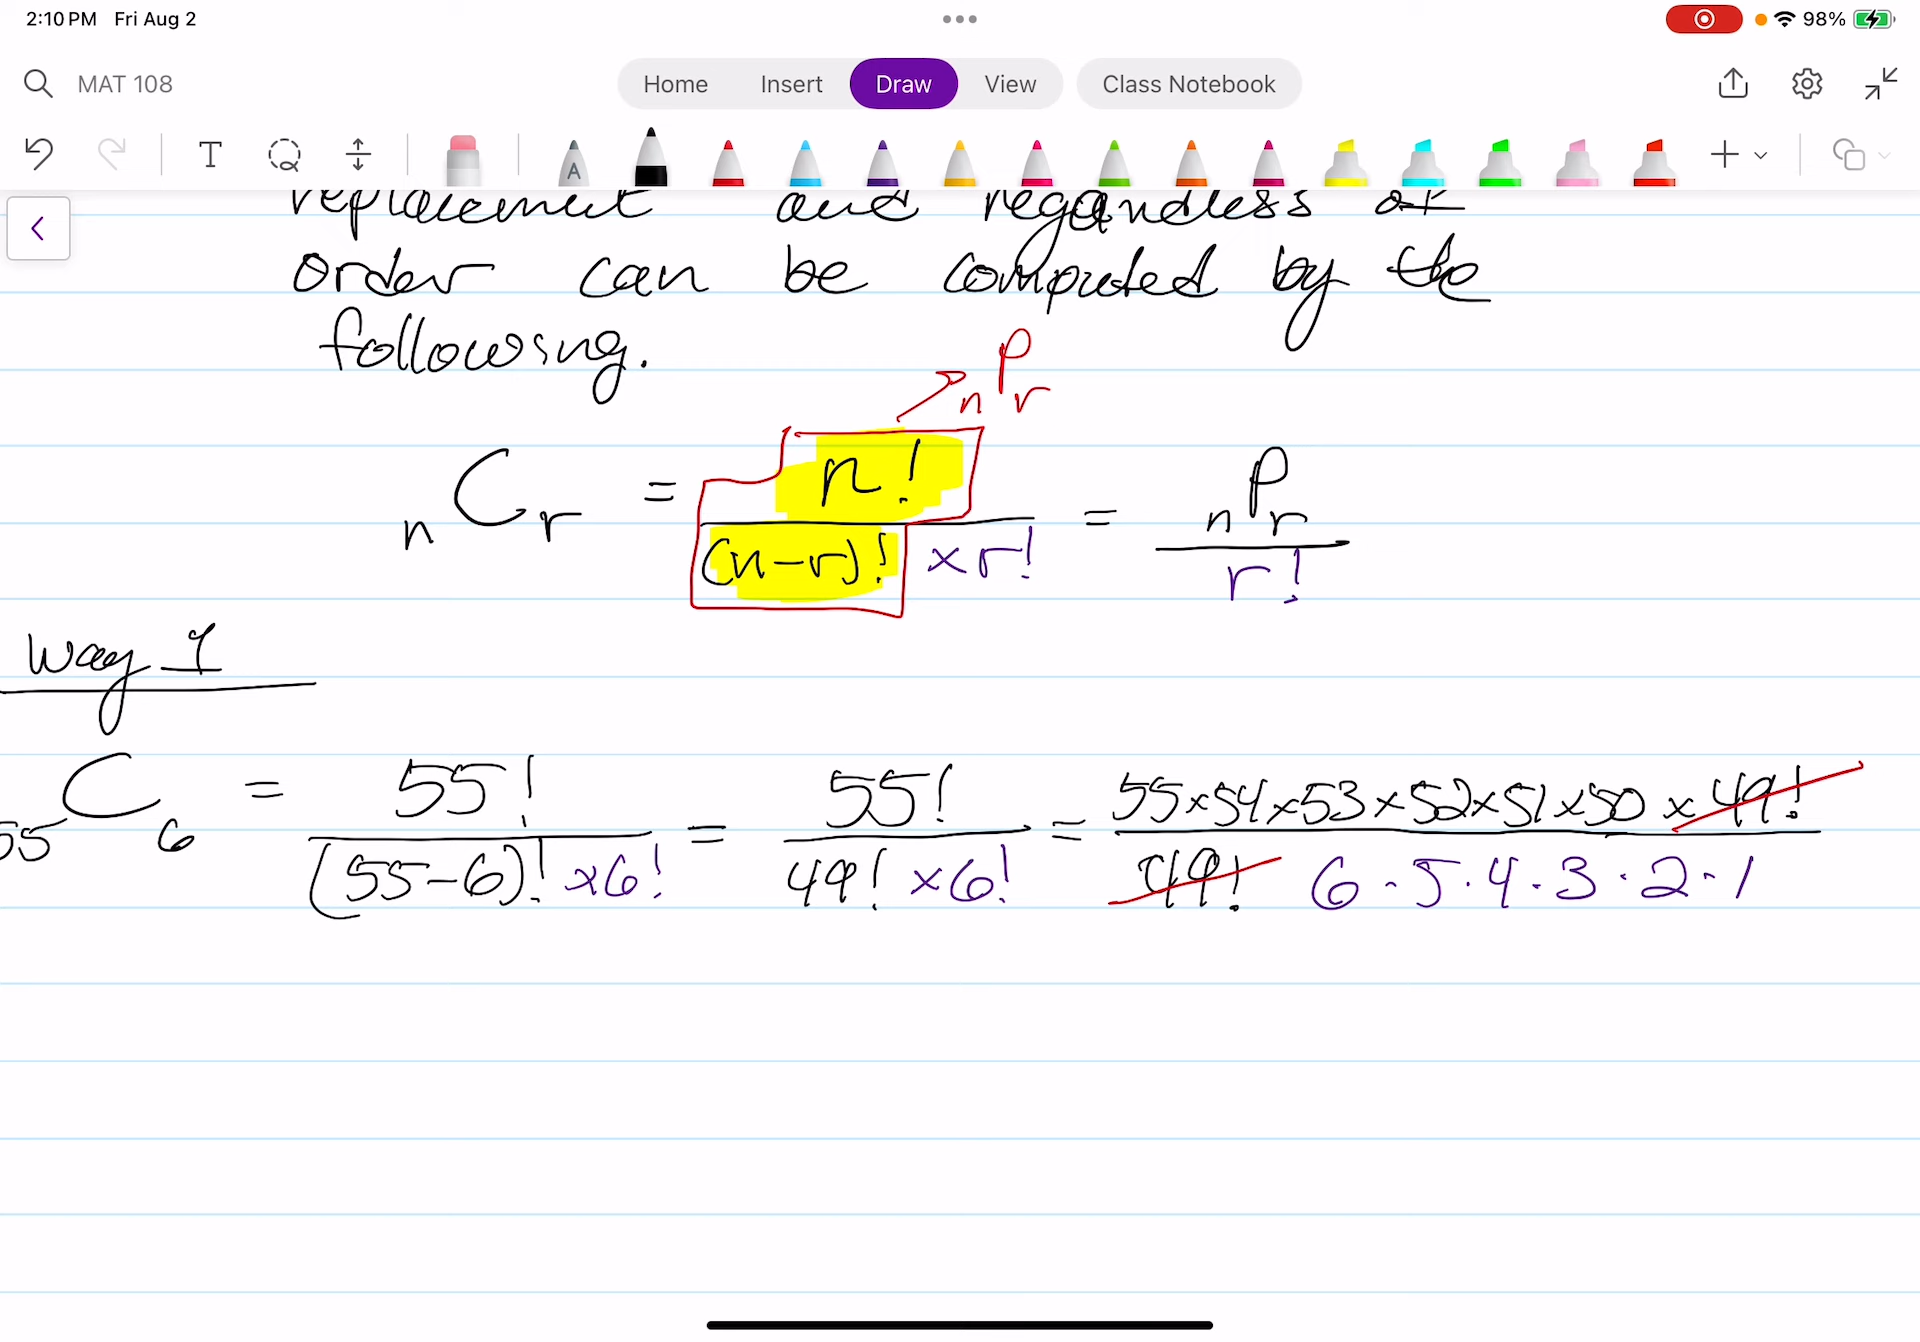 2:10 PM Fri Aug 2
98%
MAT 108
Home Insert Draw View Class Notebook
T A
replacement and regardless of
order can be computed by the
following.
nPr
nCr = n! / ((n-r)! × r!) = nPr / r!
Way 1
55C6 = 55! / ((55-6)! × 6!) = 55! / (49! × 6!) = 55×54×53×52×51×50×49! / (49! 6·5·4·3·2·1)